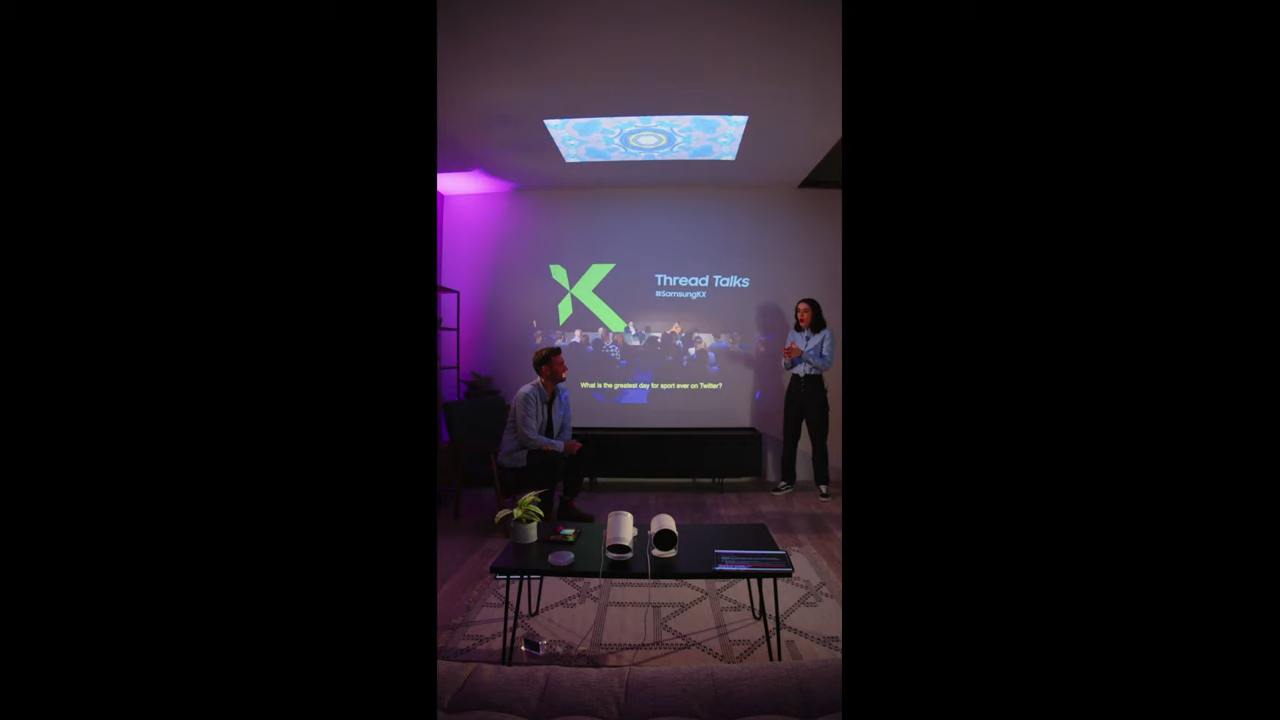 Thread Talks
#SamsungKX
What is the greatest day for sport ever on Twitter?